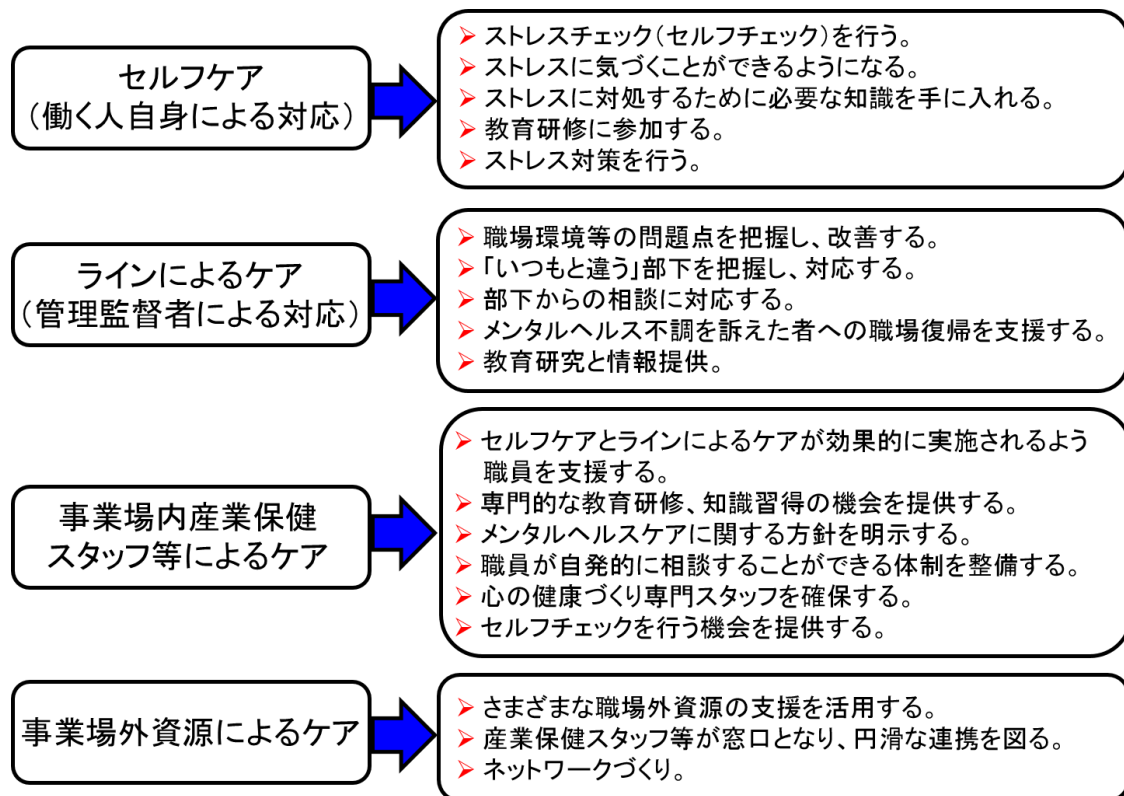 セルフケア
（働く人自身による対応）
➢ ストレスチェック（セルフチェック）を行う。
➢ ストレスに気づくことができるようになる。
➢ ストレスに対処するために必要な知識を手に入れる。
➢ 教育研修に参加する。
➢ ストレス対策を行う。
ラインによるケア
（管理監督者による対応）
➢ 職場環境等の問題点を把握し、改善する。
➢ 「いつもと違う」部下を把握し、対応する。
➢ 部下からの相談に対応する。
➢ メンタルヘルス不調を訴えた者への職場復帰を支援する。
➢ 教育研究と情報提供。
事業場内産業保健
スタッフ等によるケア
➢ セルフケアとラインによるケアが効果的に実施されるよう
職員を支援する。
➢ 専門的な教育研修、知識習得の機会を提供する。
➢ メンタルヘルスケアに関する方針を明示する。
➢ 職員が自発的に相談することができる体制を整備する。
➢ 心の健康づくり専門スタッフを確保する。
➢ セルフチェックを行う機会を提供する。
事業場外資源によるケア
➢ さまざまな職場外資源の支援を活用する。
➢ 産業保健スタッフ等が窓口となり、円滑な連携を図る。
➢ ネットワークづくり。